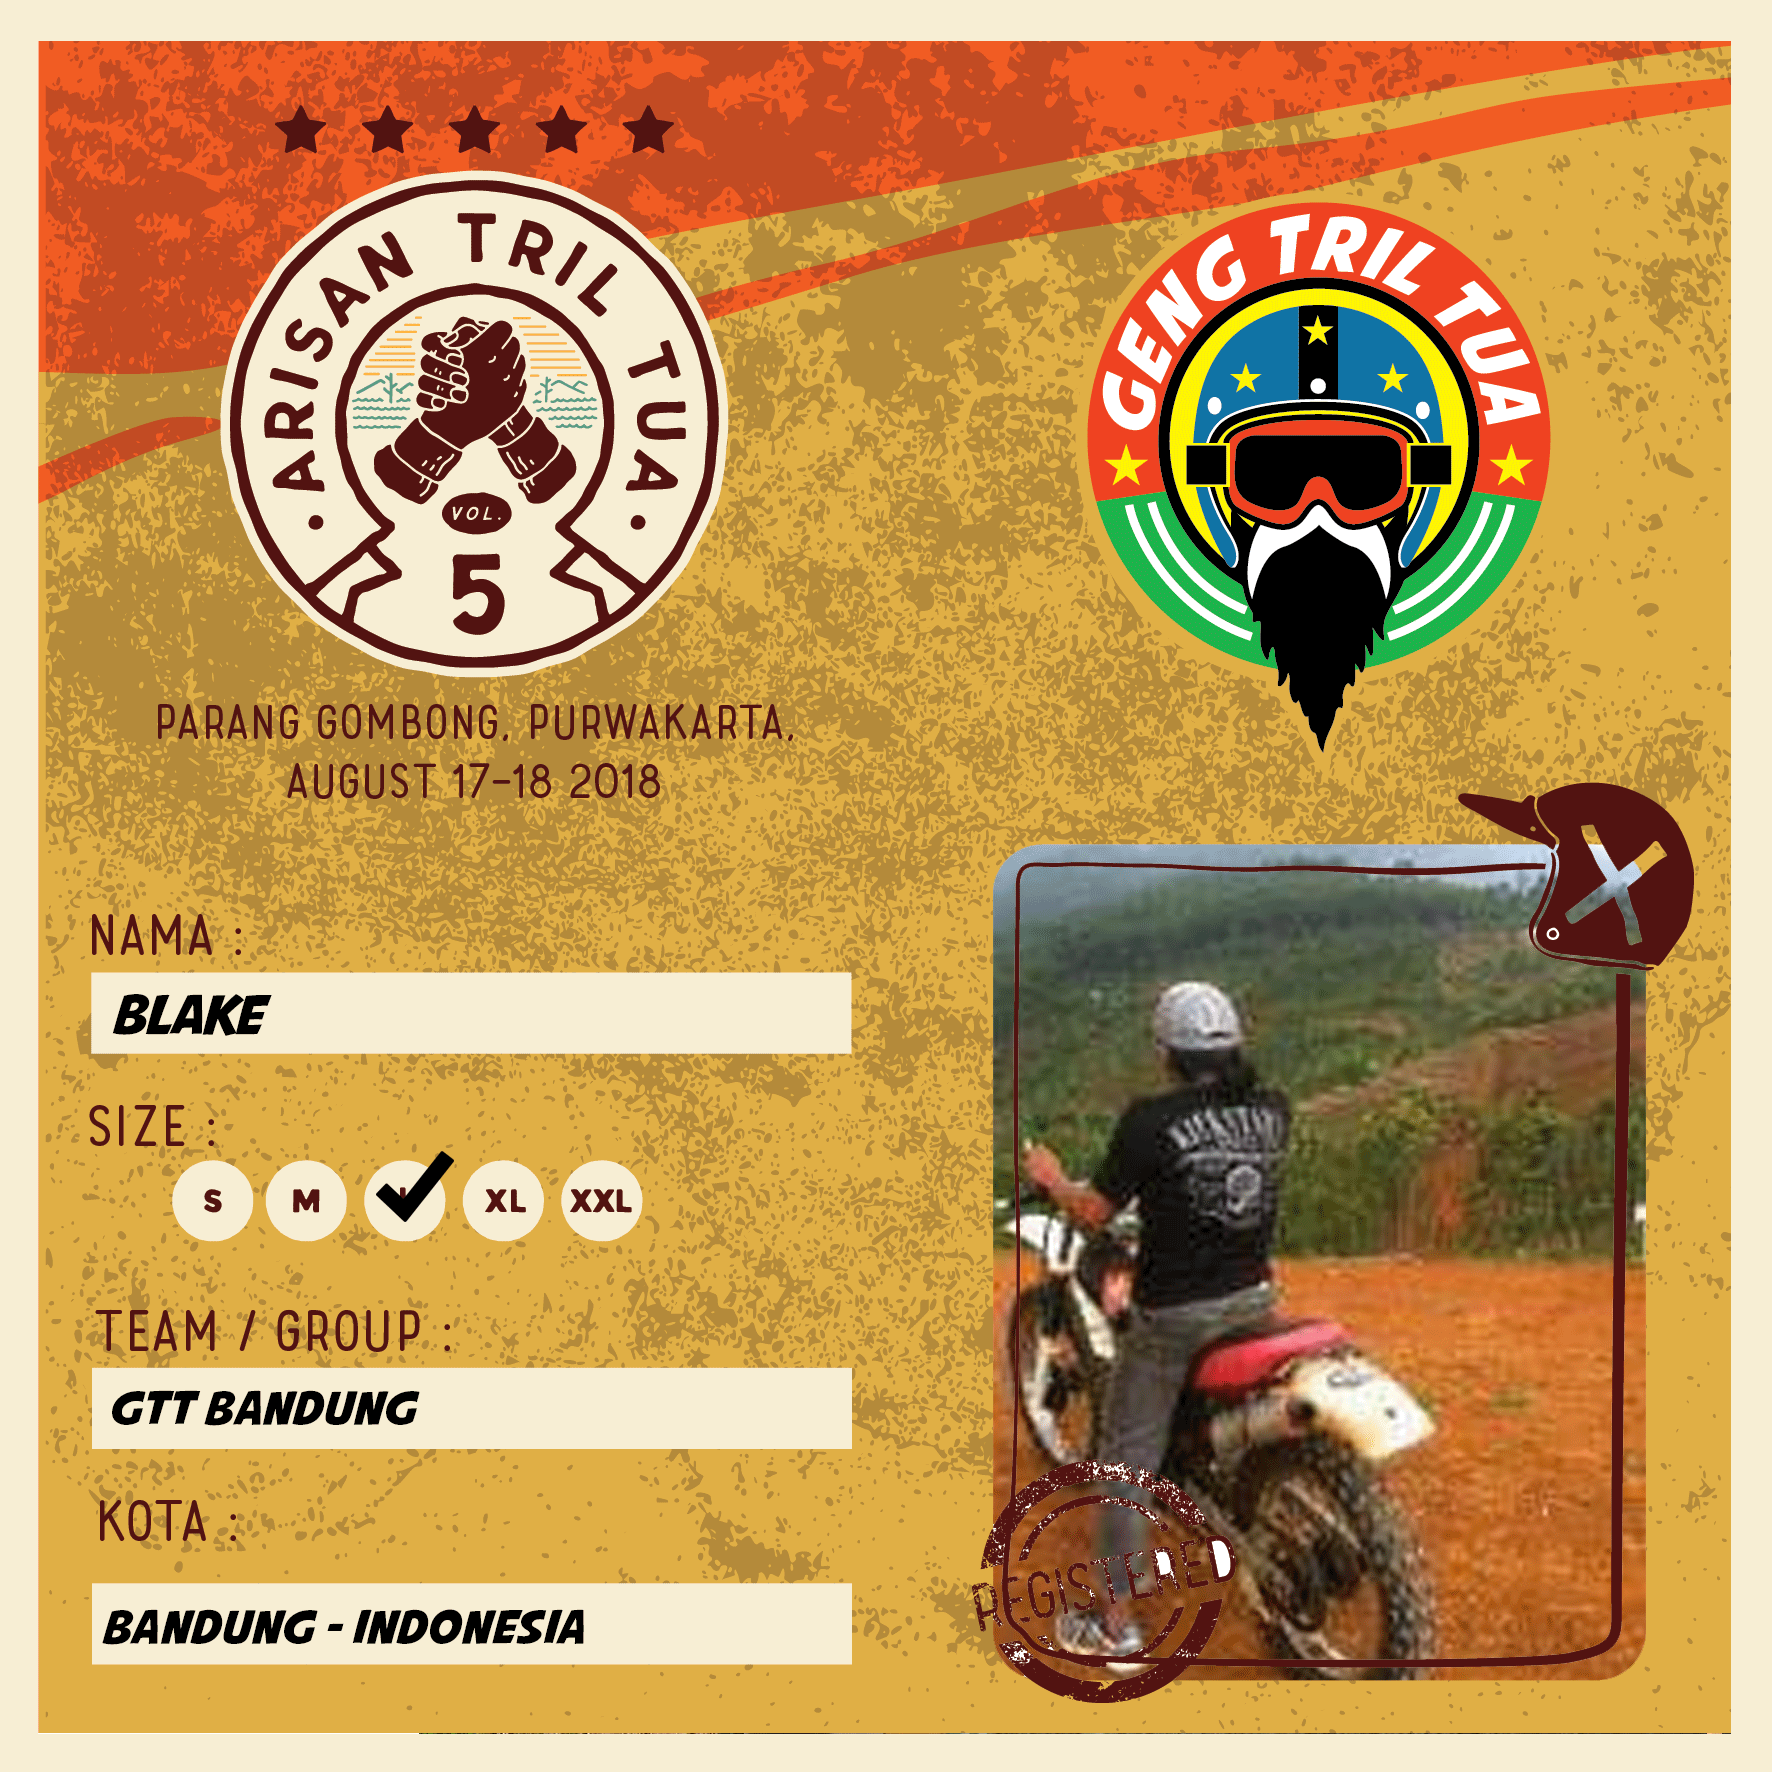 ARISAN TRIL TUA
VOL.
5
GENG TRIL TUA
PARANG GOMBONG, PURWAKARTA,
AUGUST 17-18 2018
NAMA :
BLAKE
SIZE :
S M L XL XXL
TEAM / GROUP :
GTT BANDUNG
KOTA :
BANDUNG - INDONESIA
REGISTERED